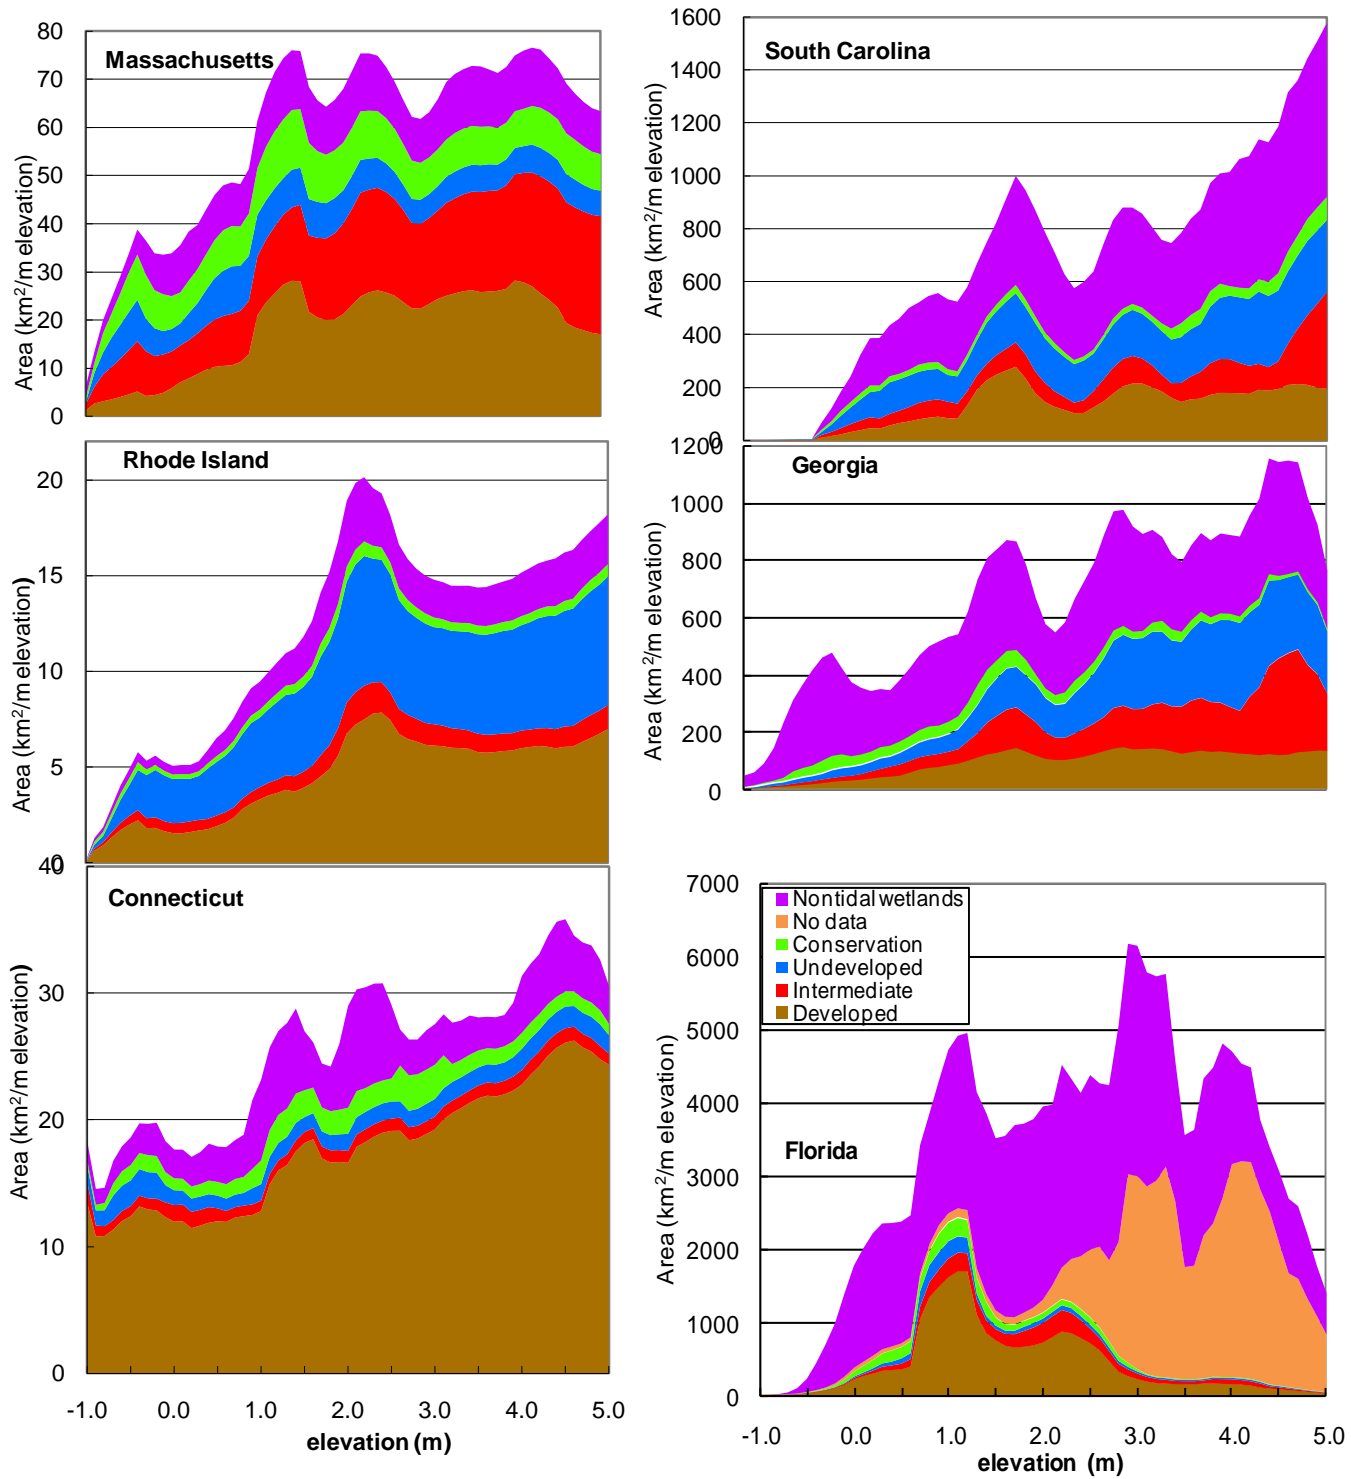 Massachusetts
Area (km²/m elevation)
80
70
60
50
40
30
20
10
0
South Carolina
Area (km²/m elevation)
1600
1400
1200
1000
800
600
400
200
0
Rhode Island
Area (km²/m elevation)
20
15
10
5
0
Georgia
Area (km²/m elevation)
1200
1000
800
600
400
200
0
Connecticut
Area (km²/m elevation)
40
30
20
10
0
-1.0 0.0 1.0 2.0 3.0 4.0 5.0
elevation (m)
Florida
Area (km²/m elevation)
7000
6000
5000
4000
3000
2000
1000
0
Nontidal wetlands
No data
Conservation
Undeveloped
Intermediate
Developed
-1.0 0.0 1.0 2.0 3.0 4.0 5.0
elevation (m)